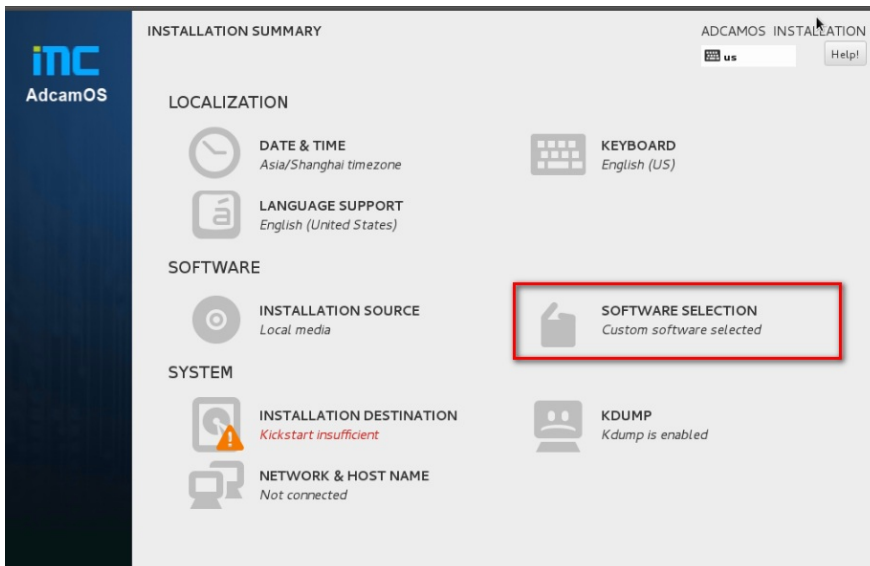 INSTALLATION SUMMARY
ADCAMOS INSTALLATION
us
Help!
inc
AdcamOS
LOCALIZATION
DATE & TIME
Asia/Shanghai timezone
KEYBOARD
English (US)
á
LANGUAGE SUPPORT
English (United States)
SOFTWARE
INSTALLATION SOURCE
Local media
SOFTWARE SELECTION
Custom software selected
SYSTEM
INSTALLATION DESTINATION
Kickstart insufficient
KDUMP
Kdump is enabled
NETWORK & HOST NAME
Not connected